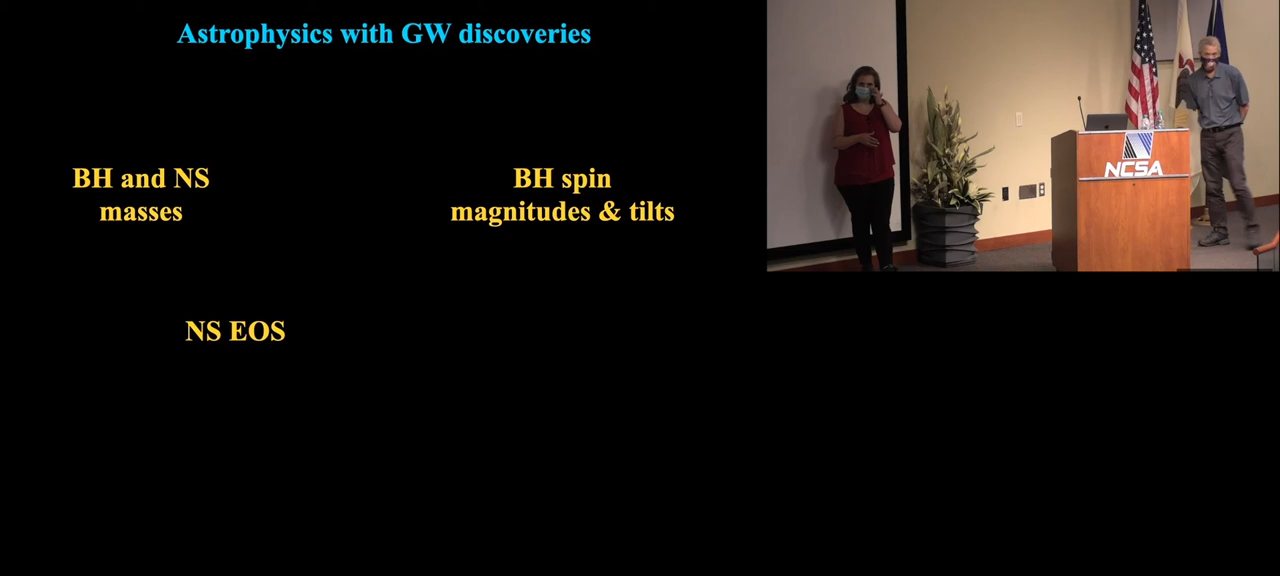 Astrophysics with GW discoveries
BH and NS
masses
BH spin
magnitudes & tilts
NS EOS
NCSA